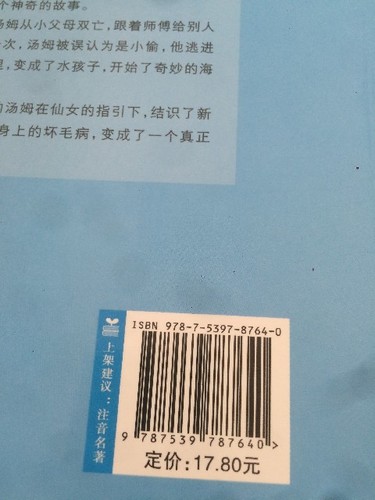 个神奇的故事。
汤姆从小父母双亡，跟着师傅给别人
次，汤姆被误认为是小偷，他逃进
，变成了水孩子，开始了奇妙的海
汤姆在仙女的指引下，结识了新
身上的坏毛病，变成了一个真正
ISBN 978-7-5397-8764-0
9 787539 787640 >
定价：17.80元
上架建议：注音名著